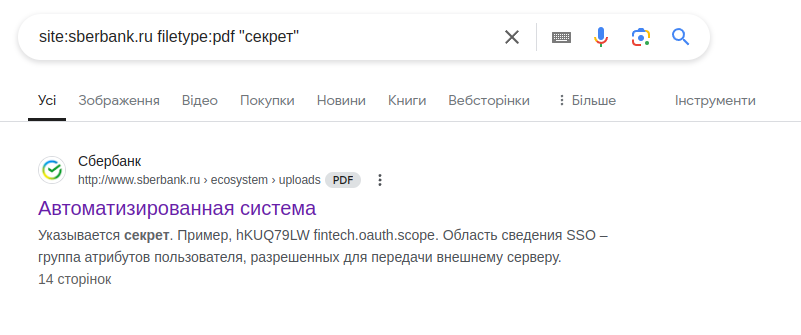 site:sberbank.ru filetype:pdf "секрет"
Усі Зображення Відео Покупки Новини Книги Вебсторінки Більше Інструменти
Сбербанк
http://www.sberbank.ru › ecosystem › uploads PDF
Автоматизированная система
Указывается секрет. Пример, hKUQ79LW fintech.oauth.scope. Область сведения SSO –
группа атрибутов пользователя, разрешенных для передачи внешнему серверу.
14 сторінок